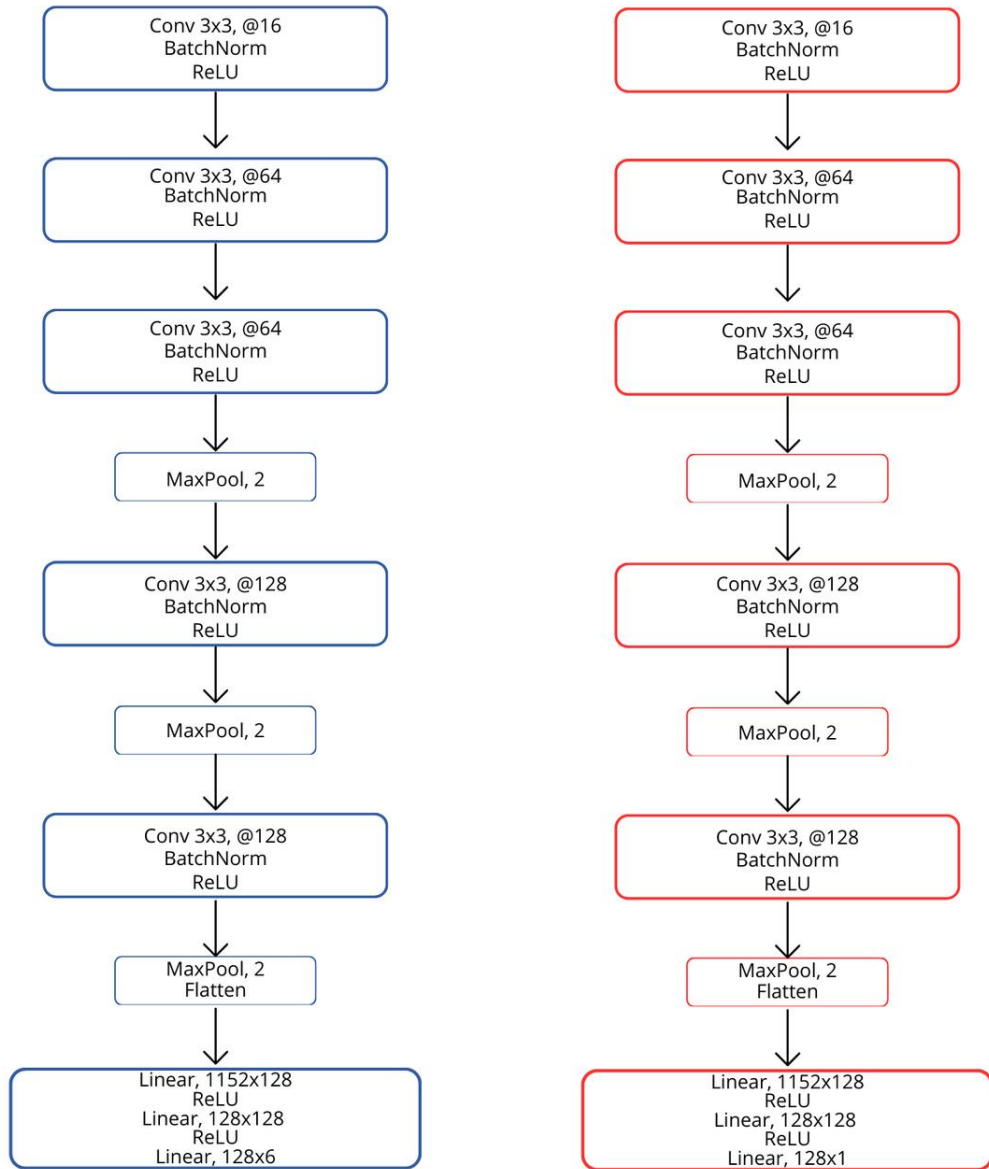 Conv 3x3, @16
BatchNorm
ReLU
Conv 3x3, @64
BatchNorm
ReLU
Conv 3x3, @64
BatchNorm
ReLU
MaxPool, 2
Conv 3x3, @128
BatchNorm
ReLU
MaxPool, 2
Conv 3x3, @128
BatchNorm
ReLU
MaxPool, 2
Flatten
Linear, 1152x128
ReLU
Linear, 128x128
ReLU
Linear, 128x6
Conv 3x3, @16
BatchNorm
ReLU
Conv 3x3, @64
BatchNorm
ReLU
Conv 3x3, @64
BatchNorm
ReLU
MaxPool, 2
Conv 3x3, @128
BatchNorm
ReLU
MaxPool, 2
Conv 3x3, @128
BatchNorm
ReLU
MaxPool, 2
Flatten
Linear, 1152x128
ReLU
Linear, 128x128
ReLU
Linear, 128x1